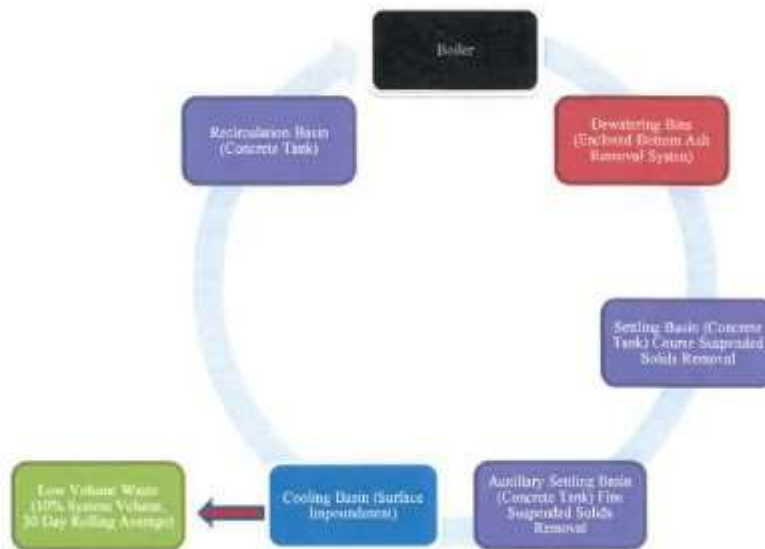 Boiler
Recirculation Basin
(Concrete Tank)
Dewatering Bins
(Enclosed Bottom Ash
Removal System)
Settling Basin (Concrete
Tank) Course Suspended
Solids Removal
Low Volume Waste
(10% System Volume,
30 Day Rolling Average)
Cooling Basin (Surface
Impoundment)
Auxiliary Settling Basin
(Concrete Tank) Fine
Suspended Solids
Removal